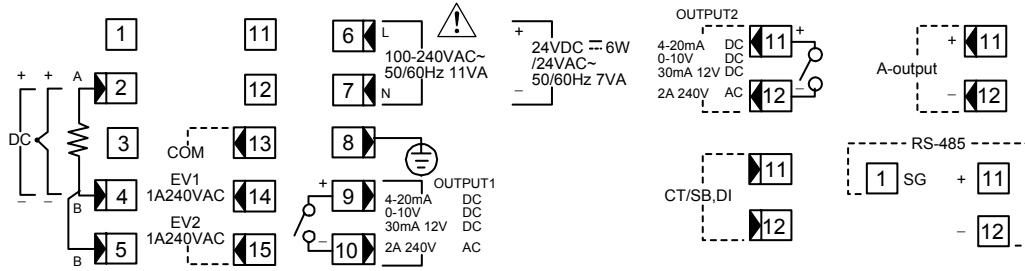 1
+ + A 2
DC
3
4
– – B
5
B
11
12
COM 13
EV1
1A240VAC 14
EV2
1A240VAC 15
6 L
100-240VAC~
50/60Hz 11VA
7 N
8
+ 9
– 10
OUTPUT1
4-20mA DC
0-10V DC
30mA 12V DC
2A 240V AC
+ 24VDC ⎓ 6W
/24VAC~
– 50/60Hz 7VA
OUTPUT2
4-20mA DC 11 +
0-10V DC
30mA 12V DC
2A 240V AC 12 –
CT/SB,DI
11
12
+ 11
A-output
– 12
RS-485
1 SG + 11
– 12